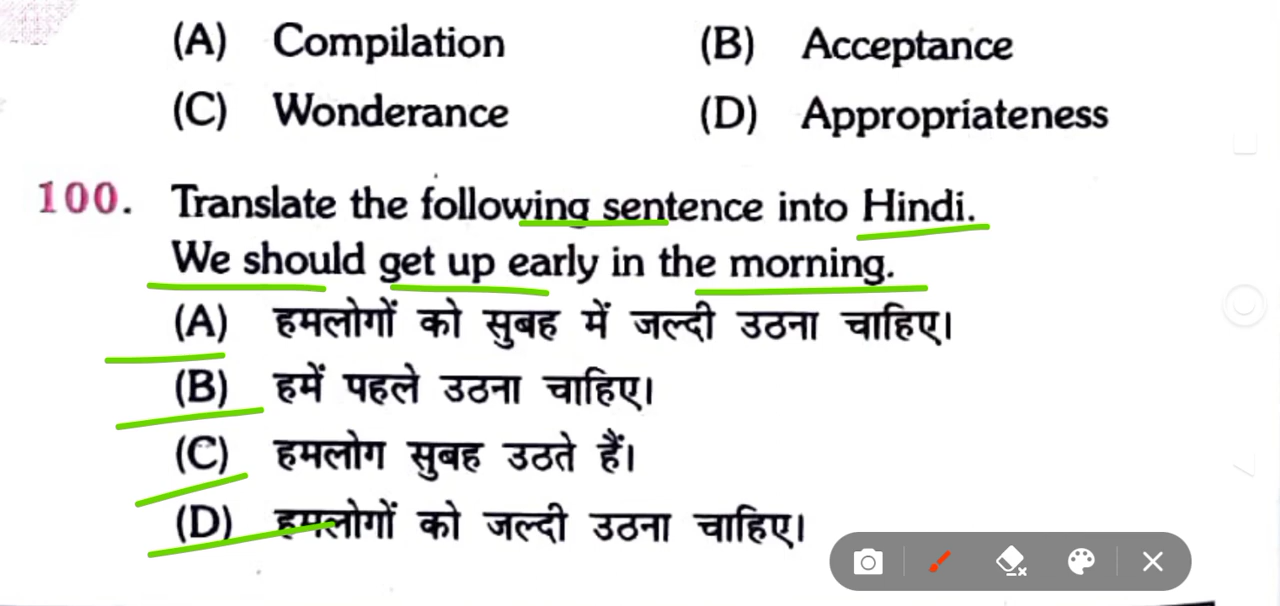 (A) Compilation (B) Acceptance
(C) Wonderance (D) Appropriateness
100. Translate the following sentence into Hindi.
We should get up early in the morning.
(A) हमलोगों को सुबह में जल्दी उठना चाहिए।
(B) हमें पहले उठना चाहिए।
(C) हमलोग सुबह उठते हैं।
(D) हमलोगों को जल्दी उठना चाहिए।